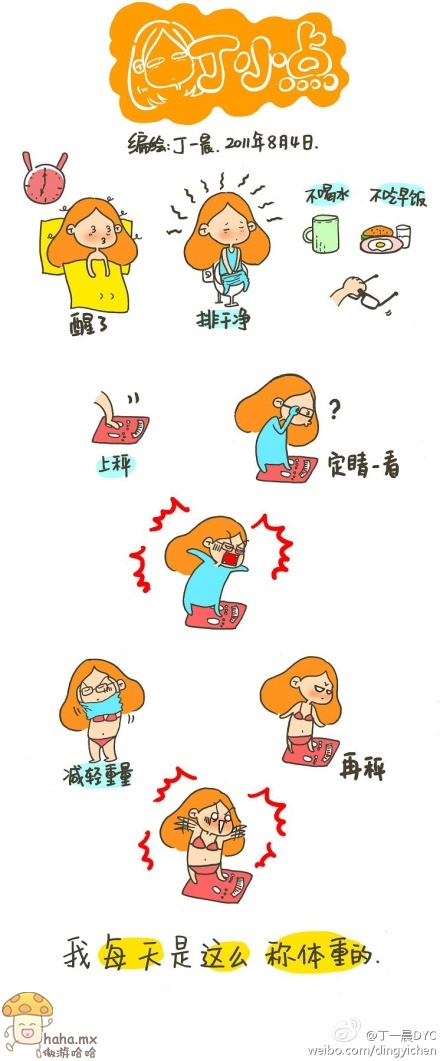 丁小点
编绘:丁一晨. 2011年8月4日.
不喝水 不吃早饭
醒了 排干净
上秤
?
定睛一看
减轻重量 再秤
我每天是这么称体重的.
haha.mx
傲游哈哈
@丁一晨DYC
weibo.com/dingyichen